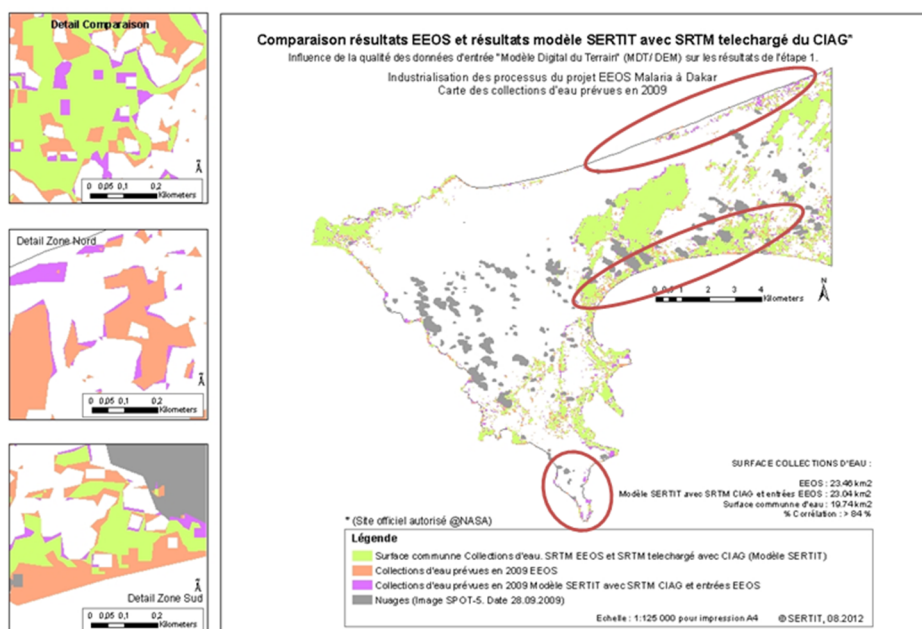 Detail Comparaison
0 0,05 0,1 0,2
Kilometers
Detail Zone Nord
0 0,05 0,1 0,2
Kilometers
0 0,05 0,1 0,2
Kilometers
Detail Zone Sud
Comparaison résultats EEOS et résultats modèle SERTIT avec SRTM telechargé du CIAG*
Influence de la qualité des données d'entrée "Modèle Digital du Terrain" (MDT/ DEM) sur les résultats de l'étape 1.
Industrialisation des processus du projet EEOS Malaria à Dakar
Carte des collections d'eau prévues en 2009
N
0 0,5 1 2 3 4
Kilometers
SURFACE COLLECTIONS D'EAU :
EEOS : 23.46 km2
Modèle SERTIT avec SRTM CIAG et entrées EEOS : 23.04 km2
Surface commune d'eau : 19.74 km2
% Corrélation : > 84 %
* (Site officiel autorisé @NASA)
Légende
Surface commune Collections d'eau. SRTM EEOS et SRTM telechargé avec CIAG (Modèle SERTIT)
Collections d'eau prévues en 2009 EEOS
Collections d'eau prévues en 2009 Modèle SERTIT avec SRTM CIAG et entrées EEOS
Nuages (Image SPOT-5. Date 28.09.2009)
Echelle : 1:125 000 pour impression A4
©SERTIT, 08.2012